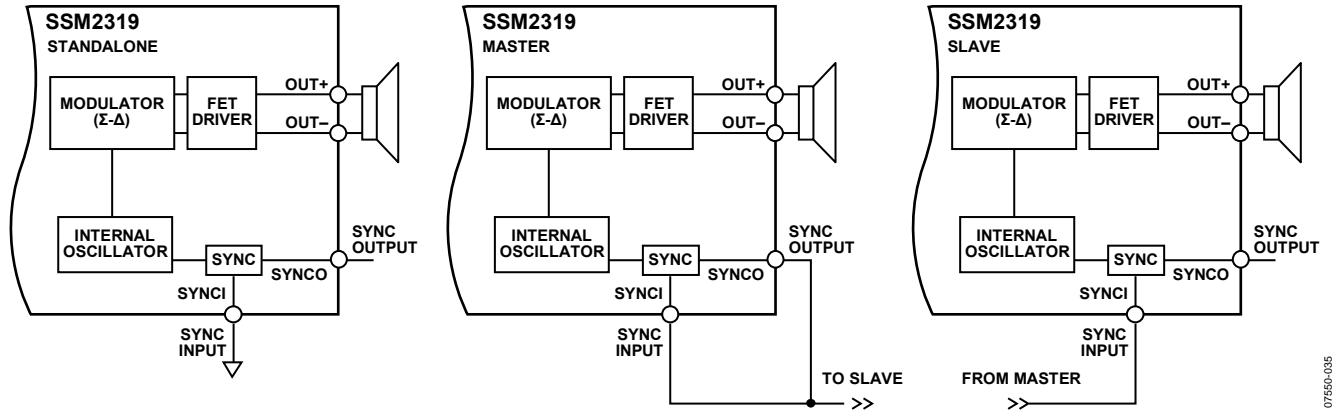 SSM2319
STANDALONE
MODULATOR
(Σ-Δ)
FET
DRIVER
OUT+
OUT–
INTERNAL
OSCILLATOR
SYNC
SYNCO
SYNC
OUTPUT
SYNCI
SYNC
INPUT
SSM2319
MASTER
MODULATOR
(Σ-Δ)
FET
DRIVER
OUT+
OUT–
INTERNAL
OSCILLATOR
SYNC
SYNCO
SYNC
OUTPUT
SYNCI
SYNC
INPUT
TO SLAVE
SSM2319
SLAVE
MODULATOR
(Σ-Δ)
FET
DRIVER
OUT+
OUT–
INTERNAL
OSCILLATOR
SYNC
SYNCO
SYNC
OUTPUT
SYNCI
SYNC
INPUT
FROM MASTER
07550-035